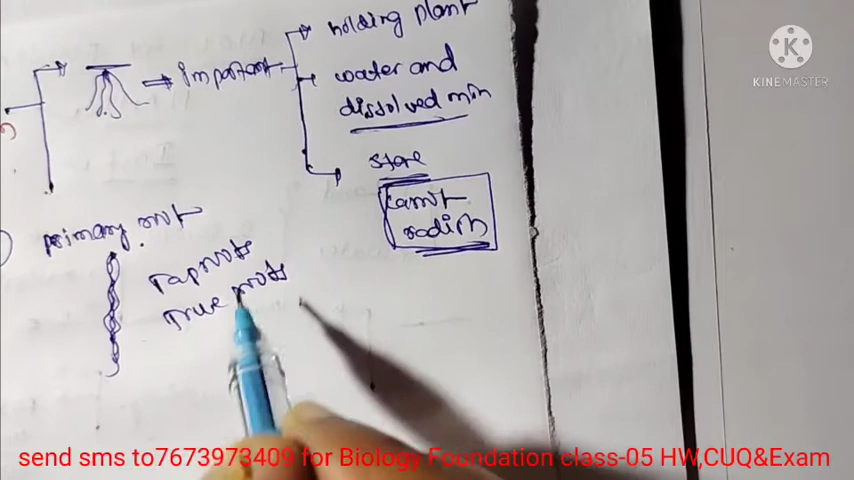 holding plant
important
water and
dissolved min
store
carrot
radish
primary root
Taproots
True roots
KINEMASTER
send sms to7673973409 for Biology Foundation class-05 HW,CUQ&Exam